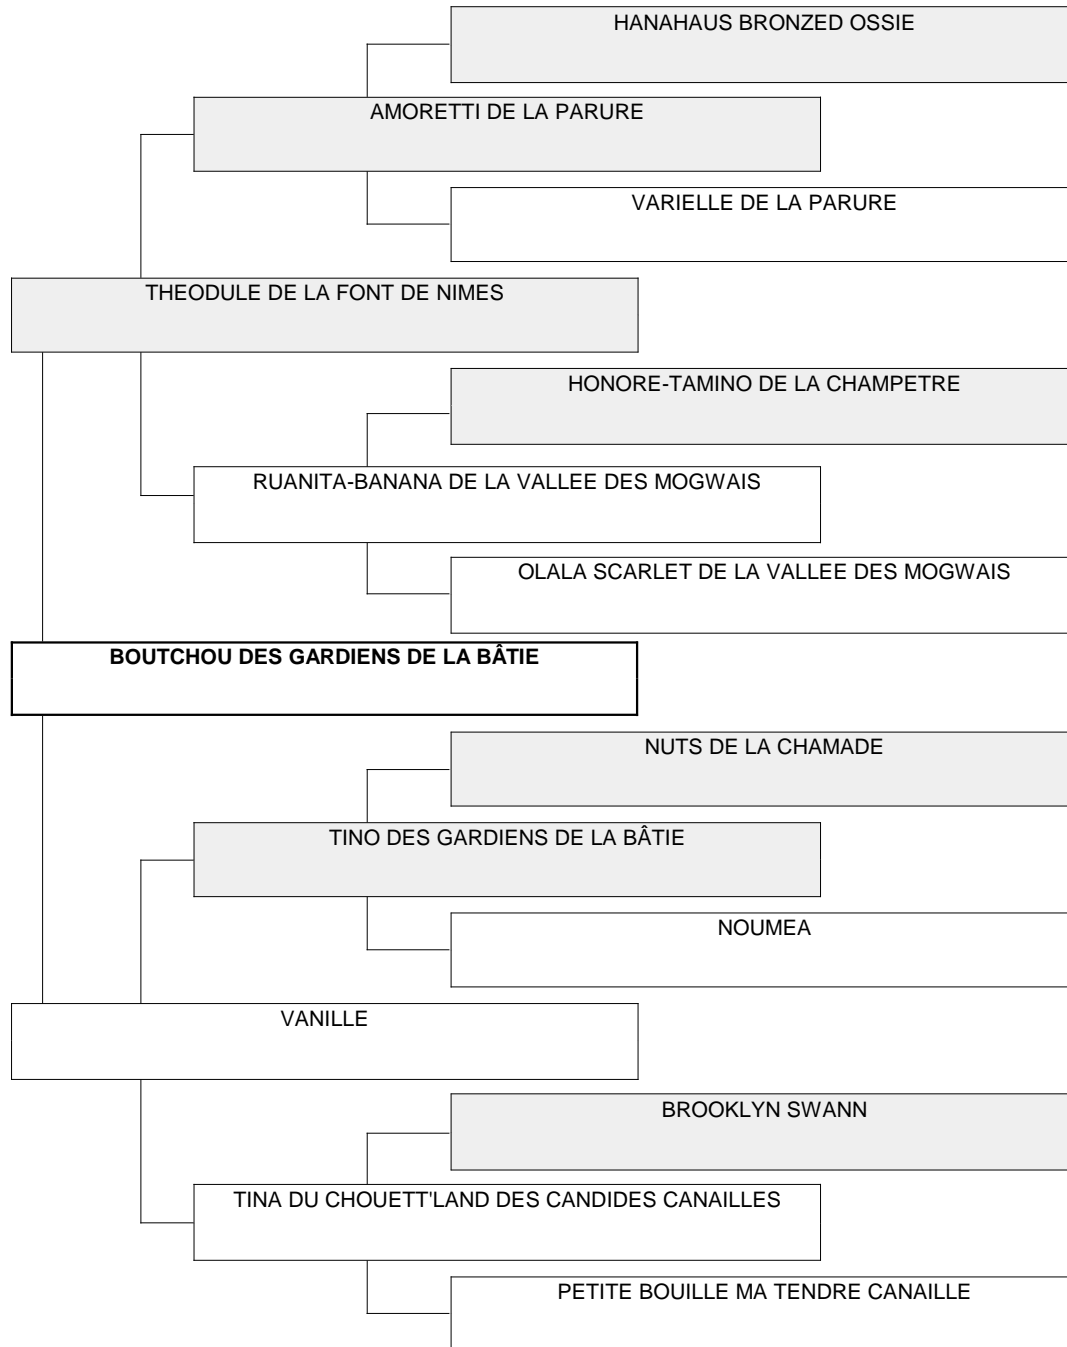 HANAHAUS BRONZED OSSIE
AMORETTI DE LA PARURE
VARIELLE DE LA PARURE
THEODULE DE LA FONT DE NIMES
HONORE-TAMINO DE LA CHAMPETRE
RUANITA-BANANA DE LA VALLEE DES MOGWAIS
OLALA SCARLET DE LA VALLEE DES MOGWAIS
BOUTCHOU DES GARDIENS DE LA BÂTIE
NUTS DE LA CHAMADE
TINO DES GARDIENS DE LA BÂTIE
NOUMEA
VANILLE
BROOKLYN SWANN
TINA DU CHOUETT'LAND DES CANDIDES CANAILLES
PETITE BOUILLE MA TENDRE CANAILLE